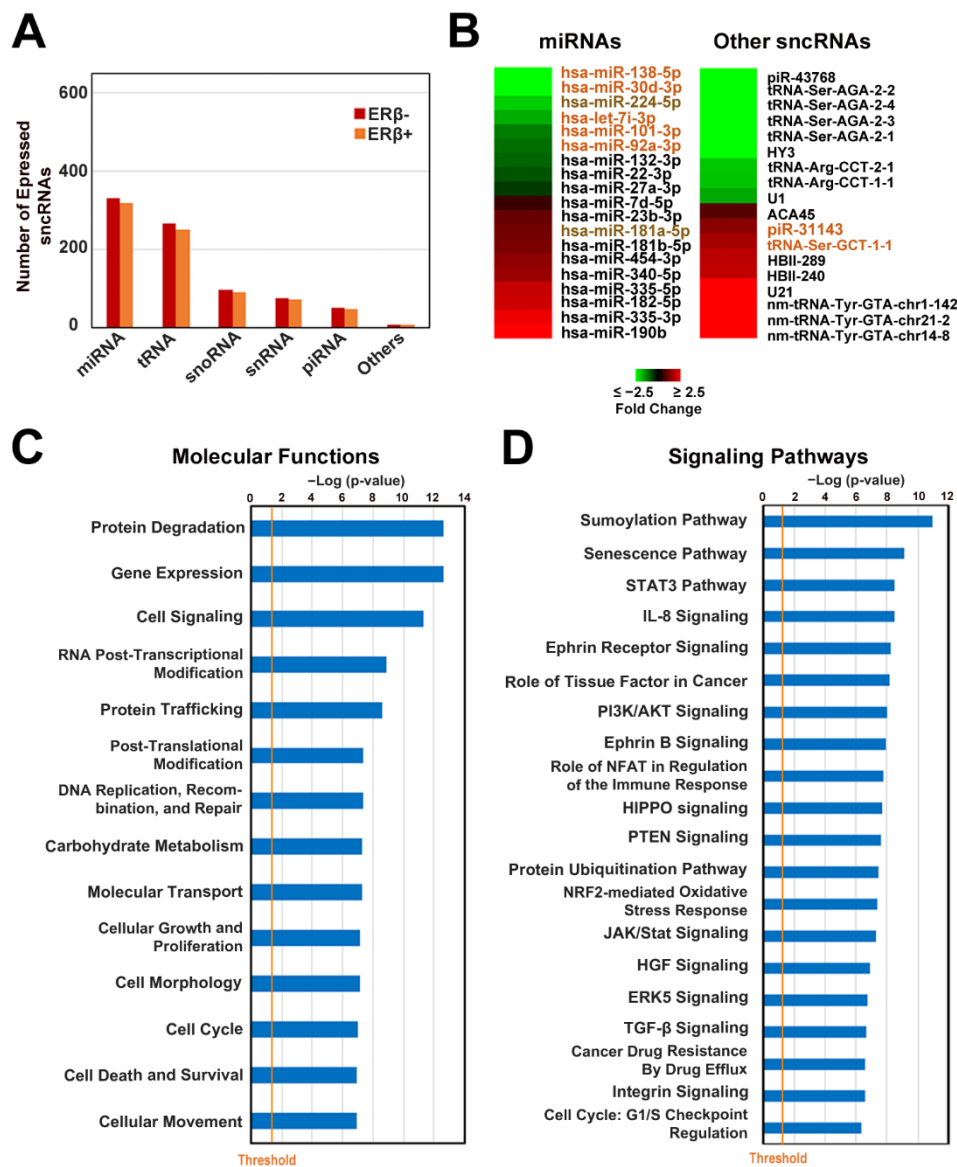 A
Number of Epressed
sncRNAs
600
400
200
0
ERβ-
ERβ+
miRNA
tRNA
snoRNA
snRNA
piRNA
Others
B
miRNAs
hsa-miR-138-5p
hsa-miR-30d-3p
hsa-miR-224-5p
hsa-let-7i-3p
hsa-miR-101-3p
hsa-miR-92a-3p
hsa-miR-132-3p
hsa-miR-22-3p
hsa-miR-27a-3p
hsa-miR-7d-5p
hsa-miR-23b-3p
hsa-miR-181a-5p
hsa-miR-181b-5p
hsa-miR-454-3p
hsa-miR-340-5p
hsa-miR-335-5p
hsa-miR-182-5p
hsa-miR-335-3p
hsa-miR-190b
Other sncRNAs
piR-43768
tRNA-Ser-AGA-2-2
tRNA-Ser-AGA-2-4
tRNA-Ser-AGA-2-3
tRNA-Ser-AGA-2-1
HY3
tRNA-Arg-CCT-2-1
tRNA-Arg-CCT-1-1
U1
ACA45
piR-31143
tRNA-Ser-GCT-1-1
HBII-289
HBII-240
U21
nm-tRNA-Tyr-GTA-chr1-142
nm-tRNA-Tyr-GTA-chr21-2
nm-tRNA-Tyr-GTA-chr14-8
≤ −2.5 ≥ 2.5
Fold Change
C
Molecular Functions
−Log (p-value)
0 2 4 6 8 10 12 14
Protein Degradation
Gene Expression
Cell Signaling
RNA Post-Transcriptional
Modification
Protein Trafficking
Post-Translational
Modification
DNA Replication, Recom-
bination, and Repair
Carbohydrate Metabolism
Molecular Transport
Cellular Growth and
Proliferation
Cell Morphology
Cell Cycle
Cell Death and Survival
Cellular Movement
Threshold
D
Signaling Pathways
−Log (p-value)
0 2 4 6 8 10 12
Sumoylation Pathway
Senescence Pathway
STAT3 Pathway
IL-8 Signaling
Ephrin Receptor Signaling
Role of Tissue Factor in Cancer
PI3K/AKT Signaling
Ephrin B Signaling
Role of NFAT in Regulation
of the Immune Response
HIPPO signaling
PTEN Signaling
Protein Ubiquitination Pathway
NRF2-mediated Oxidative
Stress Response
JAK/Stat Signaling
HGF Signaling
ERK5 Signaling
TGF-β Signaling
Cancer Drug Resistance
By Drug Efflux
Integrin Signaling
Cell Cycle: G1/S Checkpoint
Regulation
Threshold